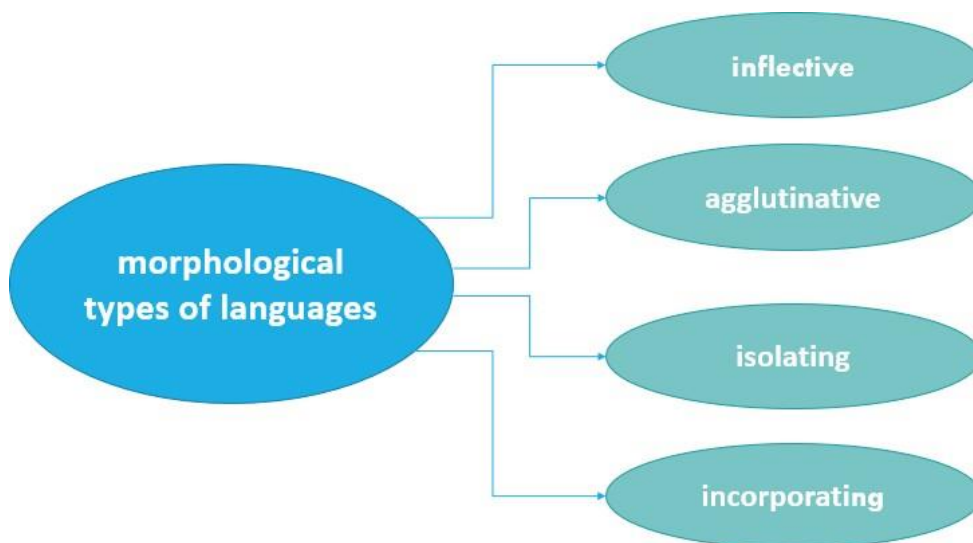 inflective
agglutinative
morphological
types of languages
isolating
incorporating